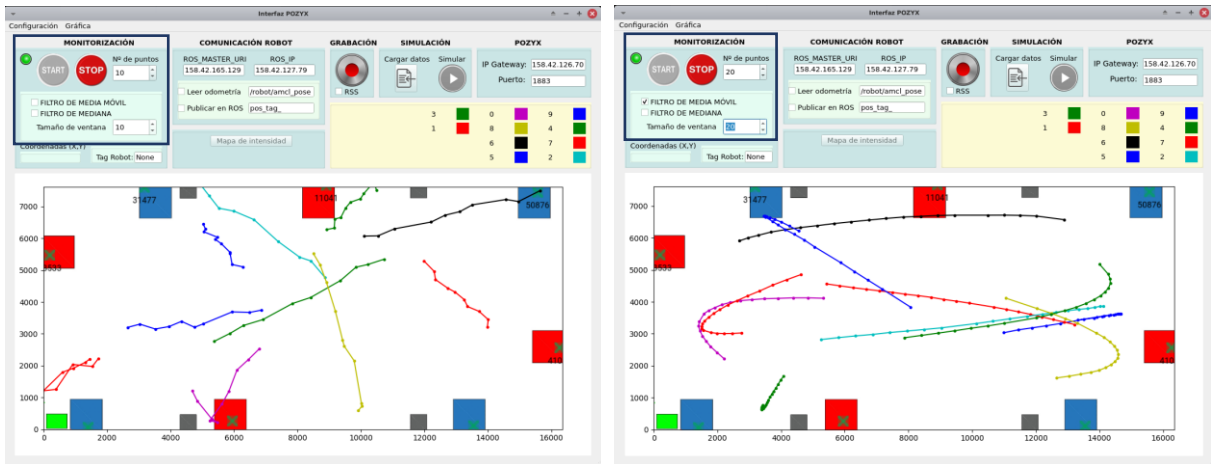 Interfaz POZYX
Configuración Gráfica
MONITORIZACIÓN COMUNICACIÓN ROBOT GRABACIÓN SIMULACIÓN POZYX
START STOP Nº de puntos
10
FILTRO DE MEDIA MÓVIL
FILTRO DE MEDIANA
Tamaño de ventana 10
Coordenadas (X,Y)
Tag Robot: None
ROS_MASTER_URI ROS_IP
158.42.165.129 158.42.127.79
Leer odometría /robot/amcl_pose
Publicar en ROS pos_tag_
Mapa de intensidad
RSS
Cargar datos Simular
IP Gateway: 158.42.126.70
Puerto: 1883
3 0 9
1 8 4
6 7
5 2
31477 11041 50876
410
7000
6000
5000
4000
3000
2000
1000
0
0 2000 4000 6000 8000 10000 12000 14000 16000
Interfaz POZYX
Configuración Gráfica
MONITORIZACIÓN COMUNICACIÓN ROBOT GRABACIÓN SIMULACIÓN POZYX
START STOP Nº de puntos
20
FILTRO DE MEDIA MÓVIL
FILTRO DE MEDIANA
Tamaño de ventana 20
Coordenadas (X,Y)
Tag Robot: None
ROS_MASTER_URI ROS_IP
158.42.165.129 158.42.127.79
Leer odometría /robot/amcl_pose
Publicar en ROS pos_tag_
Mapa de intensidad
RSS
Cargar datos Simular
IP Gateway: 158.42.126.70
Puerto: 1883
3 0 9
1 8 4
6 7
5 2
31477 11041 50876
410
7000
6000
5000
4000
3000
2000
1000
0
0 2000 4000 6000 8000 10000 12000 14000 16000